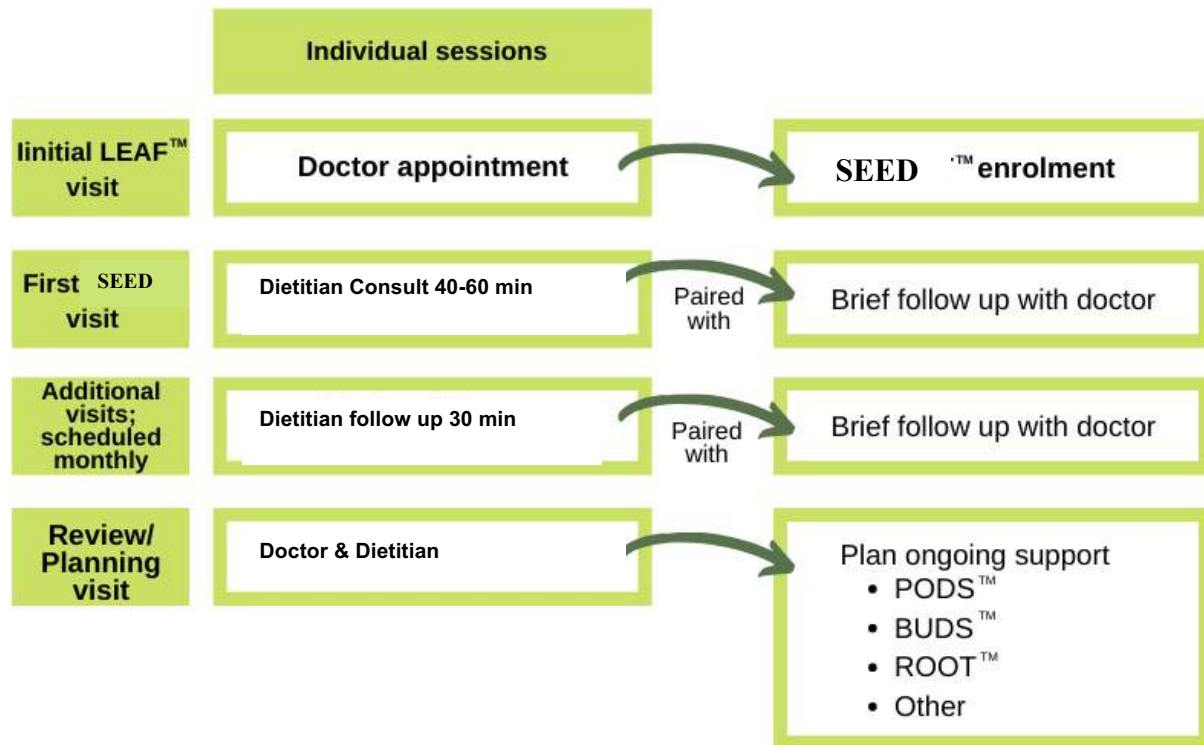 Individual sessions
Iinitial LEAF™
visit
Doctor appointment
SEED ™ enrolment
First SEED
visit
Dietitian Consult 40-60 min
Paired
with
Brief follow up with doctor
Additional
visits;
scheduled
monthly
Dietitian follow up 30 min
Paired
with
Brief follow up with doctor
Review/
Planning
visit
Doctor & Dietitian
Plan ongoing support
• PODS™
• BUDS™
• ROOT™
• Other